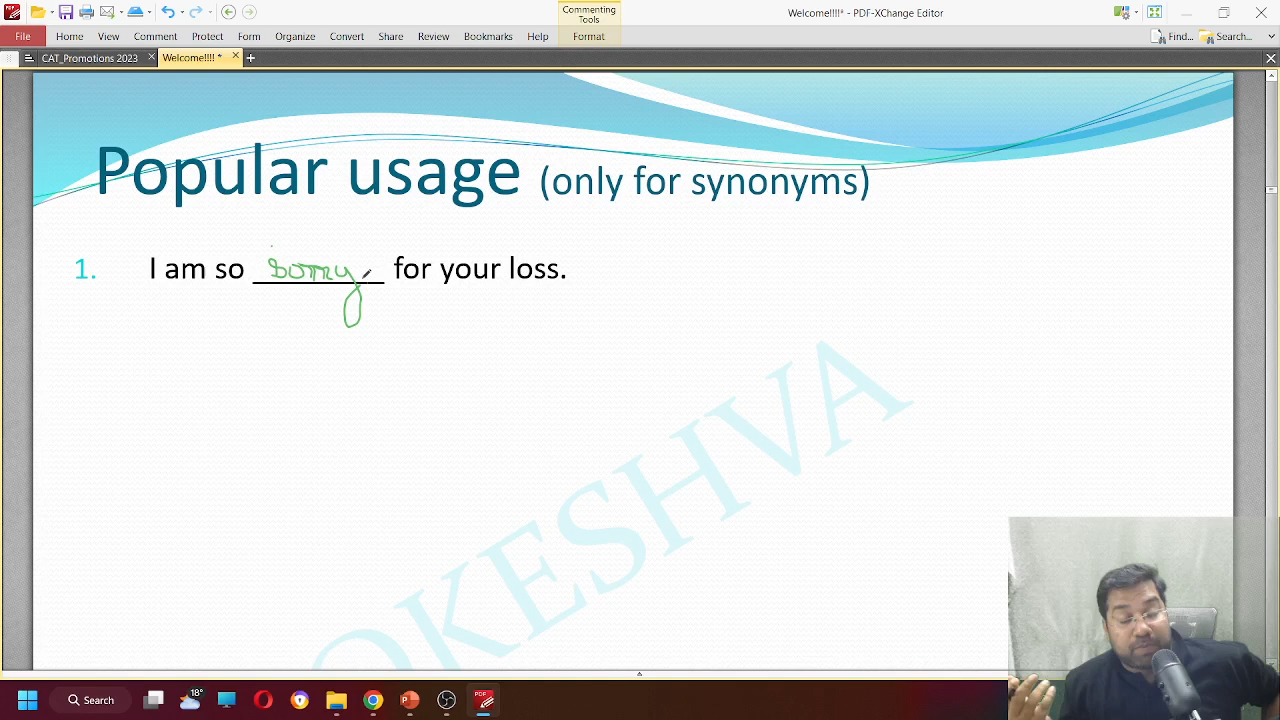 Commenting
Tools
Welcome!!!!* - PDF-XChange Editor
File Home View Comment Protect Form Organize Convert Share Review Bookmarks Help Format Find... Search...
CAT_Promotions 2023 Welcome!!!! *
Popular usage (only for synonyms)
1. I am so sorry for your loss.
OKESHVA
18°
Search
PDF